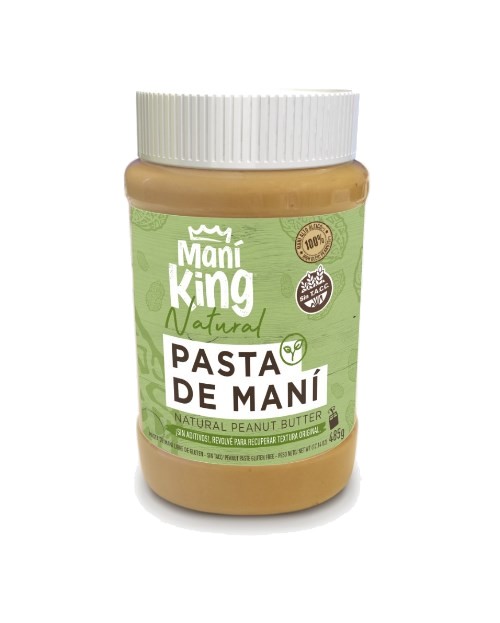 Maní
King
Natural
100%
Sin T.A.C.C.
PASTA
DE MANÍ
NATURAL PEANUT BUTTER
¡SIN ADITIVOS!, REVOLVÉ PARA RECUPERAR TEXTURA ORIGINAL
485g